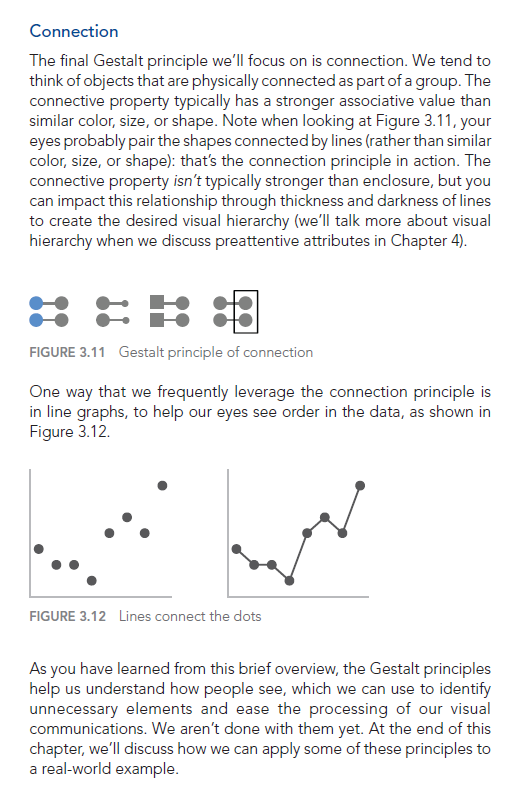 Connection
The final Gestalt principle we'll focus on is connection. We tend to
think of objects that are physically connected as part of a group. The
connective property typically has a stronger associative value than
similar color, size, or shape. Note when looking at Figure 3.11, your
eyes probably pair the shapes connected by lines (rather than similar
color, size, or shape): that's the connection principle in action. The
connective property isn't typically stronger than enclosure, but you
can impact this relationship through thickness and darkness of lines
to create the desired visual hierarchy (we'll talk more about visual
hierarchy when we discuss preattentive attributes in Chapter 4).
FIGURE 3.11 Gestalt principle of connection
One way that we frequently leverage the connection principle is
in line graphs, to help our eyes see order in the data, as shown in
Figure 3.12.
FIGURE 3.12 Lines connect the dots
As you have learned from this brief overview, the Gestalt principles
help us understand how people see, which we can use to identify
unnecessary elements and ease the processing of our visual
communications. We aren't done with them yet. At the end of this
chapter, we'll discuss how we can apply some of these principles to
a real-world example.